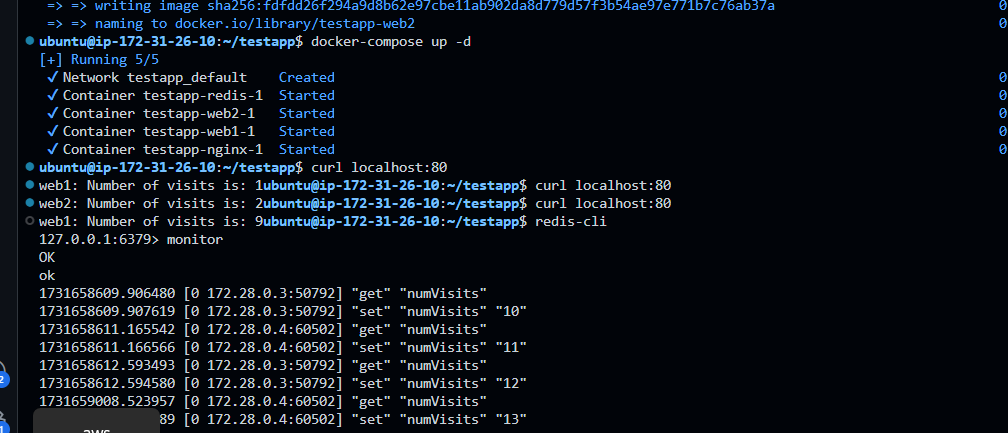 => => writing image sha256:fdfdd26f294a9d8b62e97cbe11ab902da8d779d57f3b54ae97e771b7c76ab37a 0
=> => naming to docker.io/library/testapp-web2 0
ubuntu@ip-172-31-26-10:~/testapp$ docker-compose up -d
[+] Running 5/5
✓ Network testapp_default Created 0
✓ Container testapp-redis-1 Started 0
✓ Container testapp-web2-1 Started 0
✓ Container testapp-web1-1 Started 0
✓ Container testapp-nginx-1 Started 0
ubuntu@ip-172-31-26-10:~/testapp$ curl localhost:80
web1: Number of visits is: 1ubuntu@ip-172-31-26-10:~/testapp$ curl localhost:80
web2: Number of visits is: 2ubuntu@ip-172-31-26-10:~/testapp$ curl localhost:80
web1: Number of visits is: 9ubuntu@ip-172-31-26-10:~/testapp$ redis-cli
127.0.0.1:6379> monitor
OK
ok
1731658609.906480 [0 172.28.0.3:50792] "get" "numVisits"
1731658609.907619 [0 172.28.0.3:50792] "set" "numVisits" "10"
1731658611.165542 [0 172.28.0.4:60502] "get" "numVisits"
1731658611.166566 [0 172.28.0.4:60502] "set" "numVisits" "11"
1731658612.593493 [0 172.28.0.3:50792] "get" "numVisits"
1731658612.594580 [0 172.28.0.3:50792] "set" "numVisits" "12"
1731659008.523957 [0 172.28.0.4:60502] "get" "numVisits"
89 [0 172.28.0.4:60502] "set" "numVisits" "13"
2
1
aws